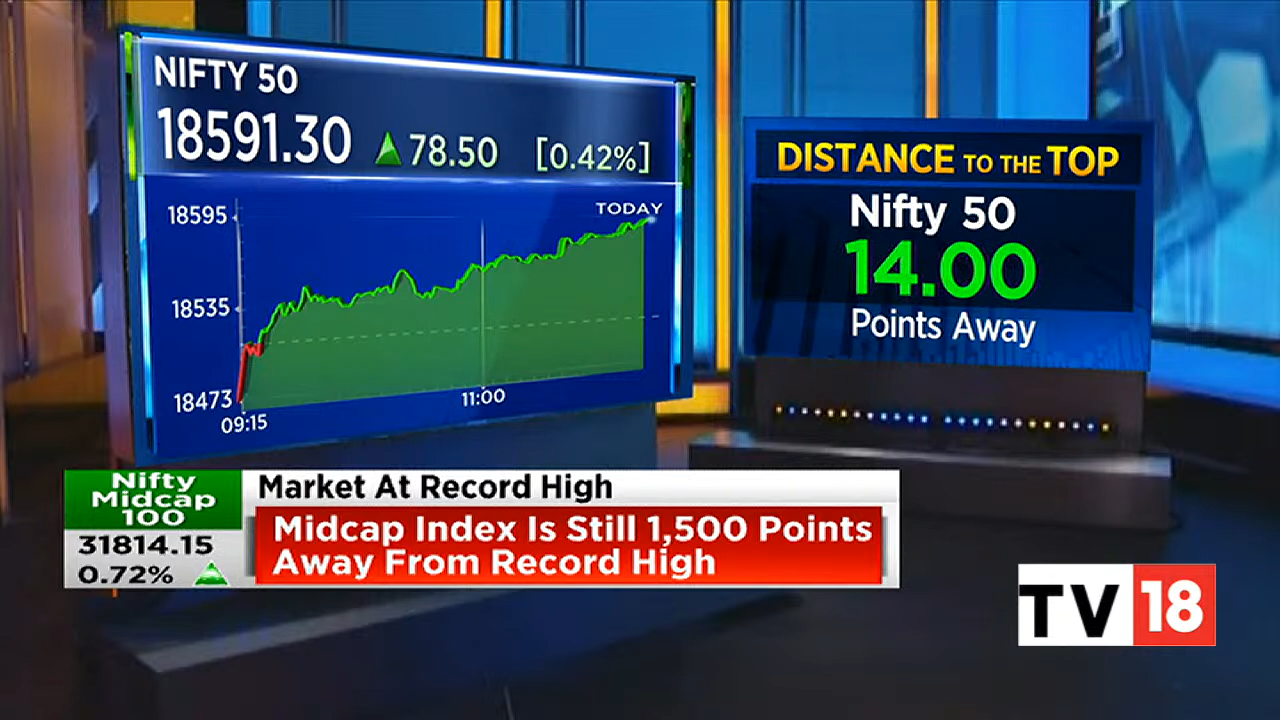 NIFTY 50
18591.30 ▲ 78.50 [0.42%]
TODAY
18595
18535
18473
09:15
11:00
DISTANCE TO THE TOP
Nifty 50
14.00
Points Away
Nifty
Midcap
100
31814.15
0.72% ▲
Market At Record High
Midcap Index Is Still 1,500 Points
Away From Record High
TV18